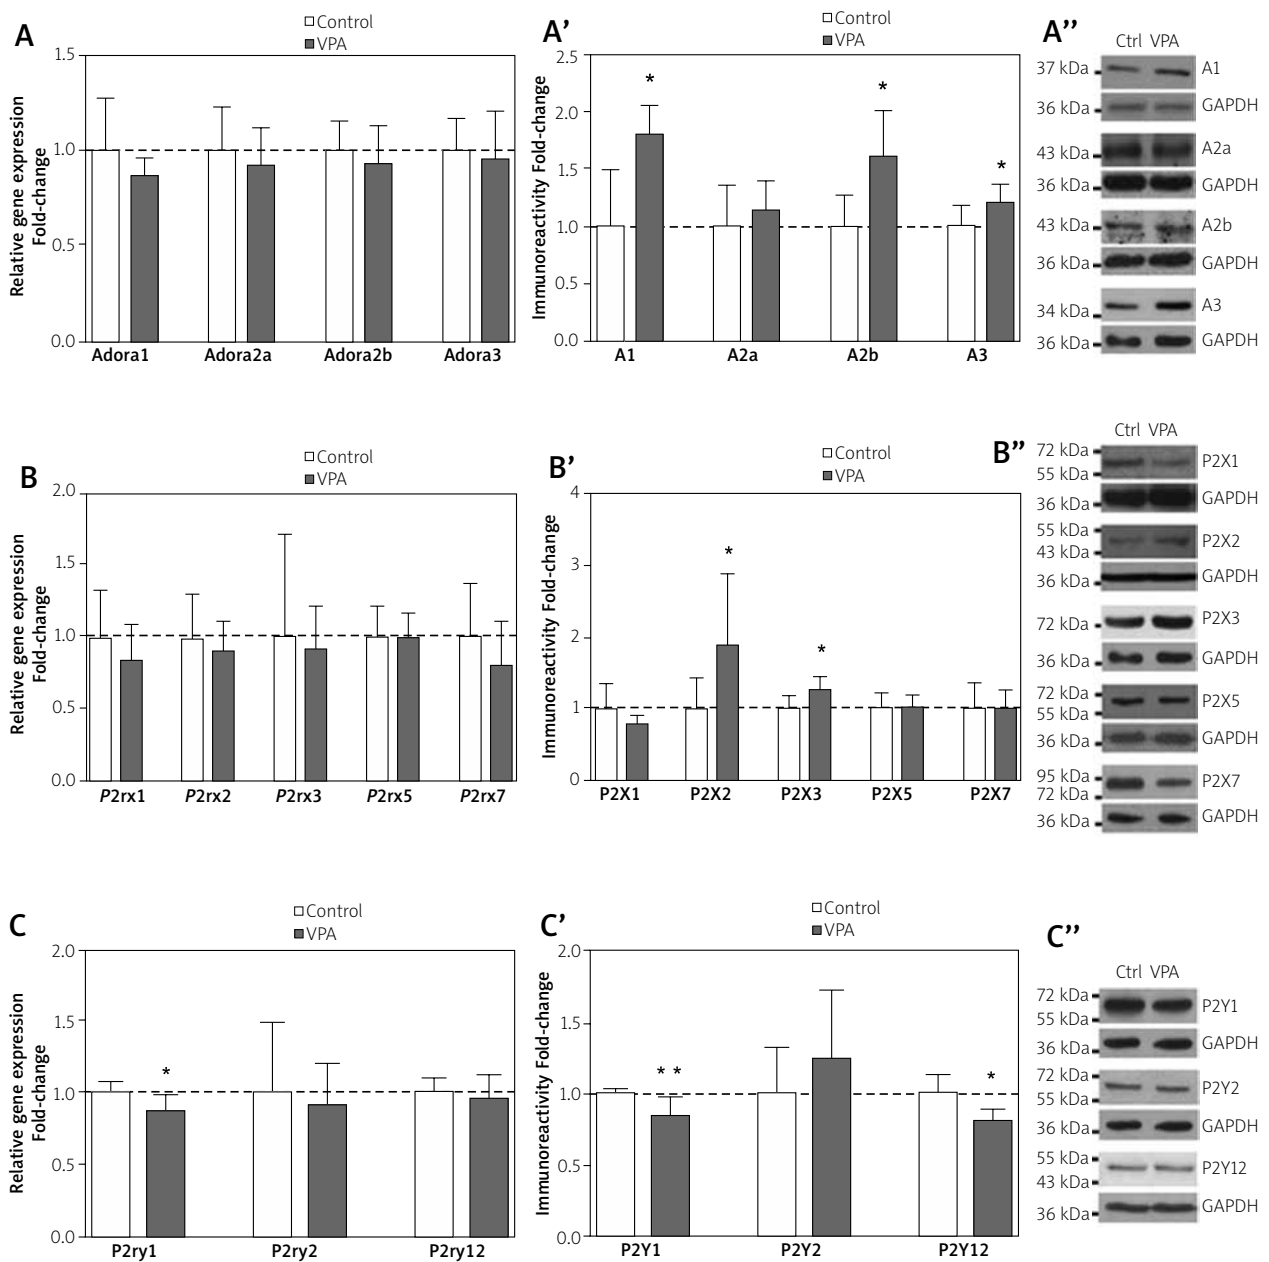 A
Control
VPA
Relative gene expression
Fold-change
1.5
1.0
0.5
0.0
Adora1 Adora2a Adora2b Adora3
A'
Control
VPA
Immunoreactivity Fold-change
2.5
2.0
1.5
1.0
0.5
0.0
* * *
A1 A2a A2b A3
A''
Ctrl VPA
37 kDa A1
36 kDa GAPDH
43 kDa A2a
36 kDa GAPDH
43 kDa A2b
36 kDa GAPDH
34 kDa A3
36 kDa GAPDH
B
Control
VPA
Relative gene expression
Fold-change
2.0
1.5
1.0
0.5
0.0
P2rx1 P2rx2 P2rx3 P2rx5 P2rx7
B'
Control
VPA
Immunoreactivity Fold-change
4
3
2
1
0
* *
P2X1 P2X2 P2X3 P2X5 P2X7
B''
Ctrl VPA
72 kDa P2X1
55 kDa
36 kDa GAPDH
55 kDa P2X2
43 kDa
36 kDa GAPDH
72 kDa P2X3
36 kDa GAPDH
72 kDa P2X5
55 kDa
36 kDa GAPDH
95 kDa P2X7
72 kDa
36 kDa GAPDH
C
Control
VPA
Relative gene expression
Fold-change
2.0
1.5
1.0
0.5
0.0
*
P2ry1 P2ry2 P2ry12
C'
Control
VPA
Immunoreactivity Fold-change
2.0
1.5
1.0
0.5
0.0
* * *
P2Y1 P2Y2 P2Y12
C''
Ctrl VPA
72 kDa P2Y1
55 kDa
36 kDa GAPDH
72 kDa P2Y2
55 kDa
36 kDa GAPDH
55 kDa P2Y12
43 kDa
36 kDa GAPDH